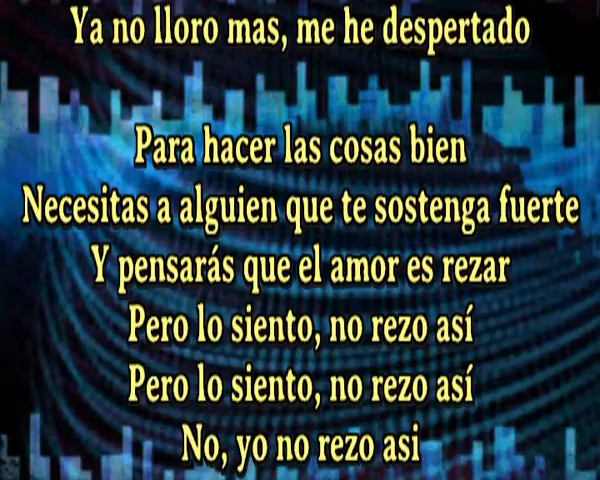 Ya no lloro mas, me he despertado
Para hacer las cosas bien
Necesitas a alguien que te sostenga fuerte
Y pensarás que el amor es rezar
Pero lo siento, no rezo así
Pero lo siento, no rezo así
No, yo no rezo asi